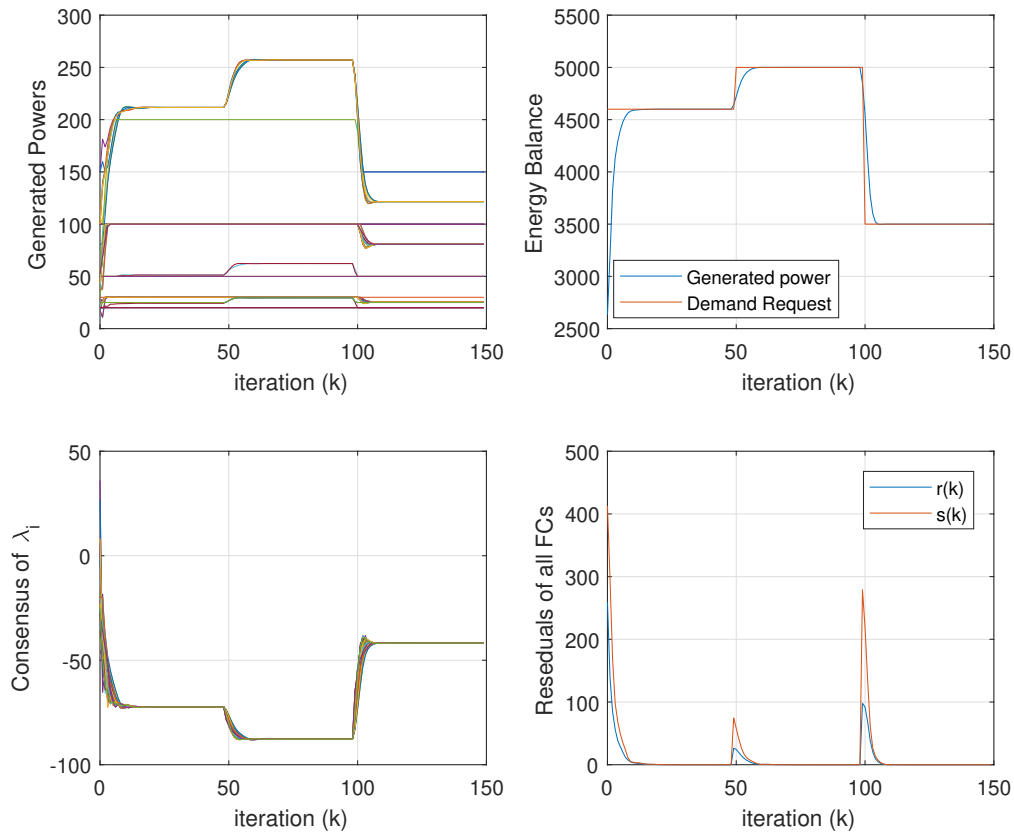 300
250
200
150
100
50
0
0 50 100 150
Generated Powers
iteration (k)
5500
5000
4500
4000
3500
3000
2500
0 50 100 150
Energy Balance
Generated power
Demand Request
iteration (k)
50
0
-50
-100
0 50 100 150
Consensus of λi
iteration (k)
500
400
300
200
100
0
0 50 100 150
Reseduals of all FCs
r(k)
s(k)
iteration (k)